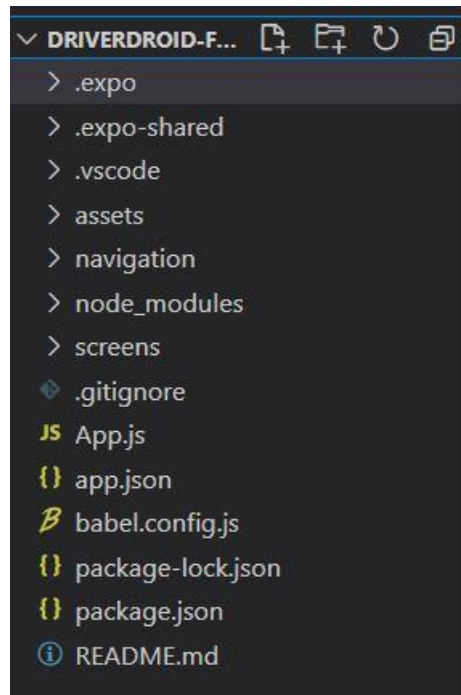 DRIVERDROID-F...
.expo
.expo-shared
.vscode
assets
navigation
node_modules
screens
.gitignore
JS App.js
{} app.json
B babel.config.js
{} package-lock.json
{} package.json
README.md